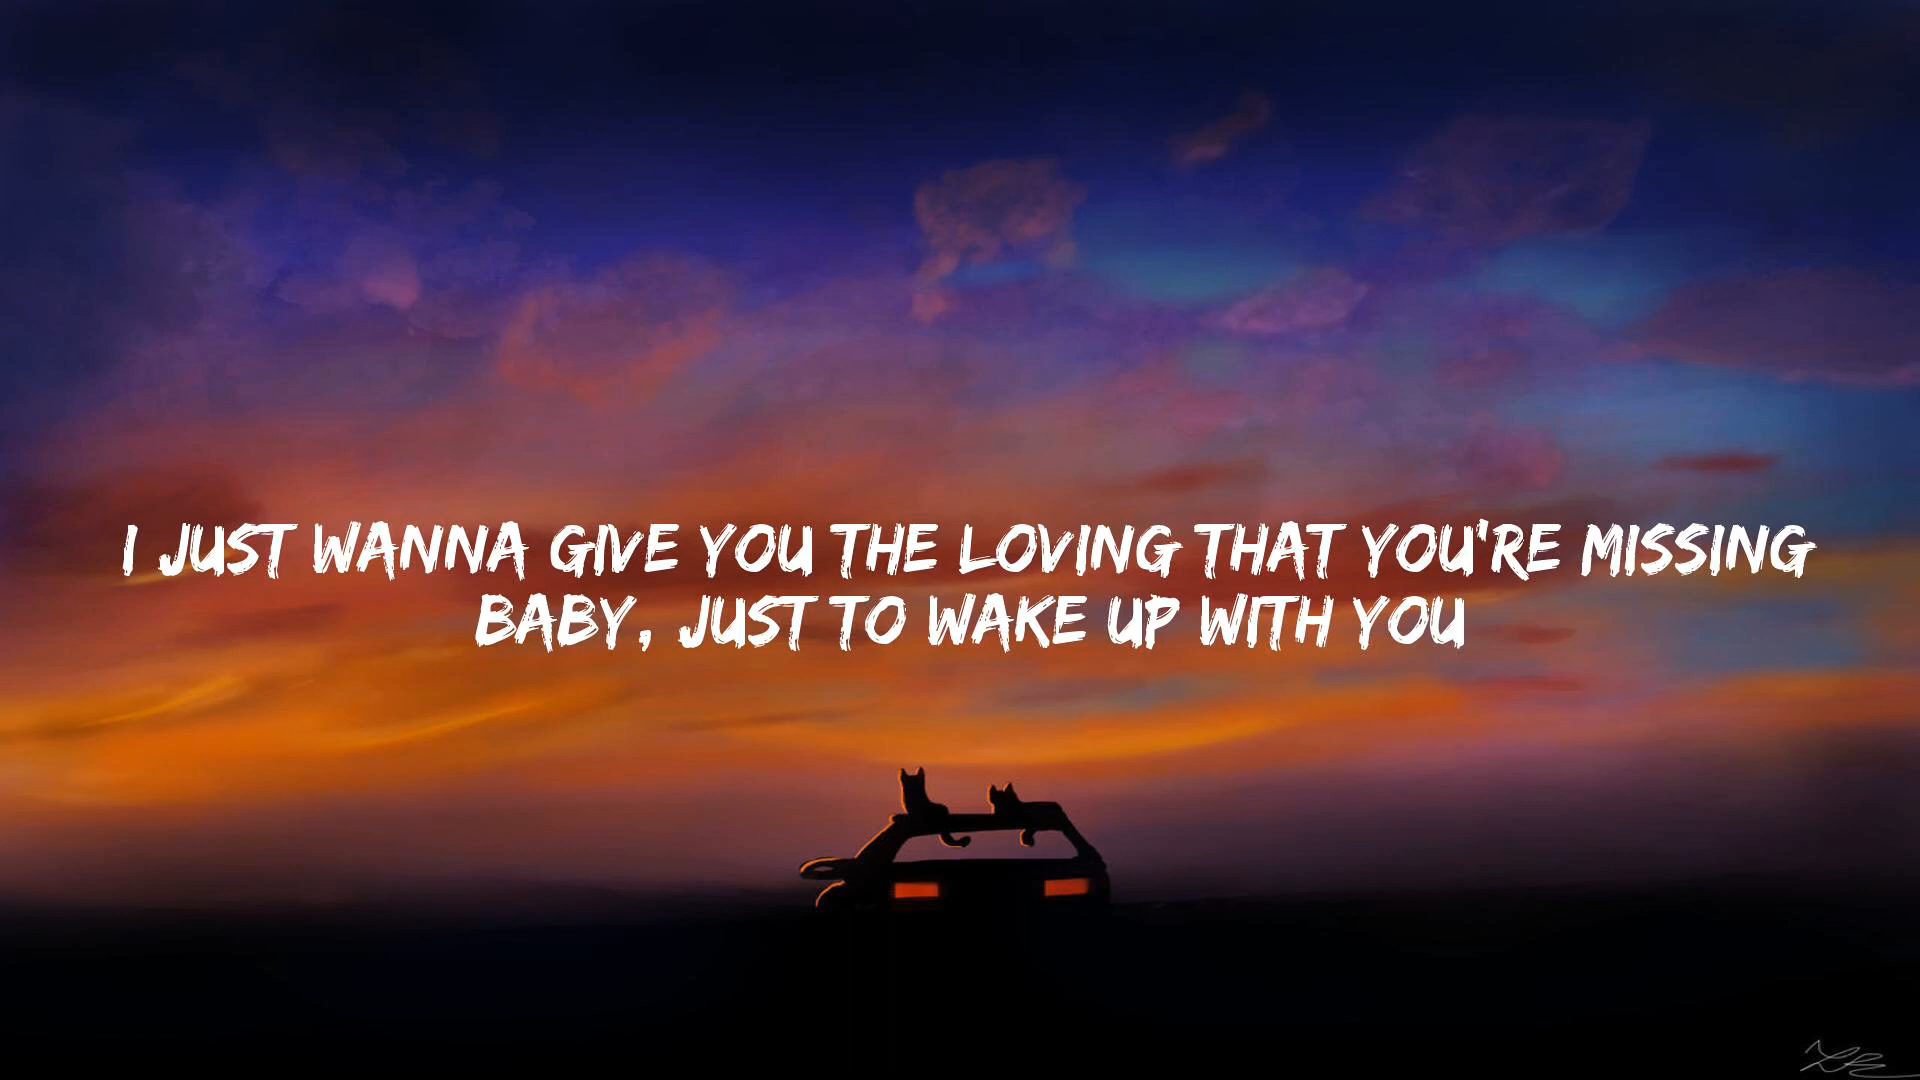 I JUST WANNA GIVE YOU THE LOVING THAT YOU'RE MISSING
BABY, JUST TO WAKE UP WITH YOU